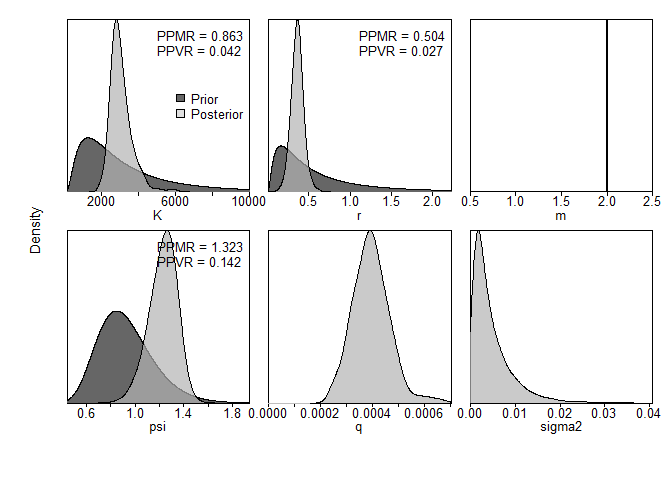 PPMR = 0.863
PPVR = 0.042
Prior
Posterior
2000 6000 10000
K
PPMR = 0.504
PPVR = 0.027
0.5 1.0 1.5 2.0
r
0.5 1.0 1.5 2.0 2.5
m
Density
PPMR = 1.323
PPVR = 0.142
0.6 1.0 1.4 1.8
psi
0.0000 0.0002 0.0004 0.0006
q
0.00 0.01 0.02 0.03 0.04
sigma2